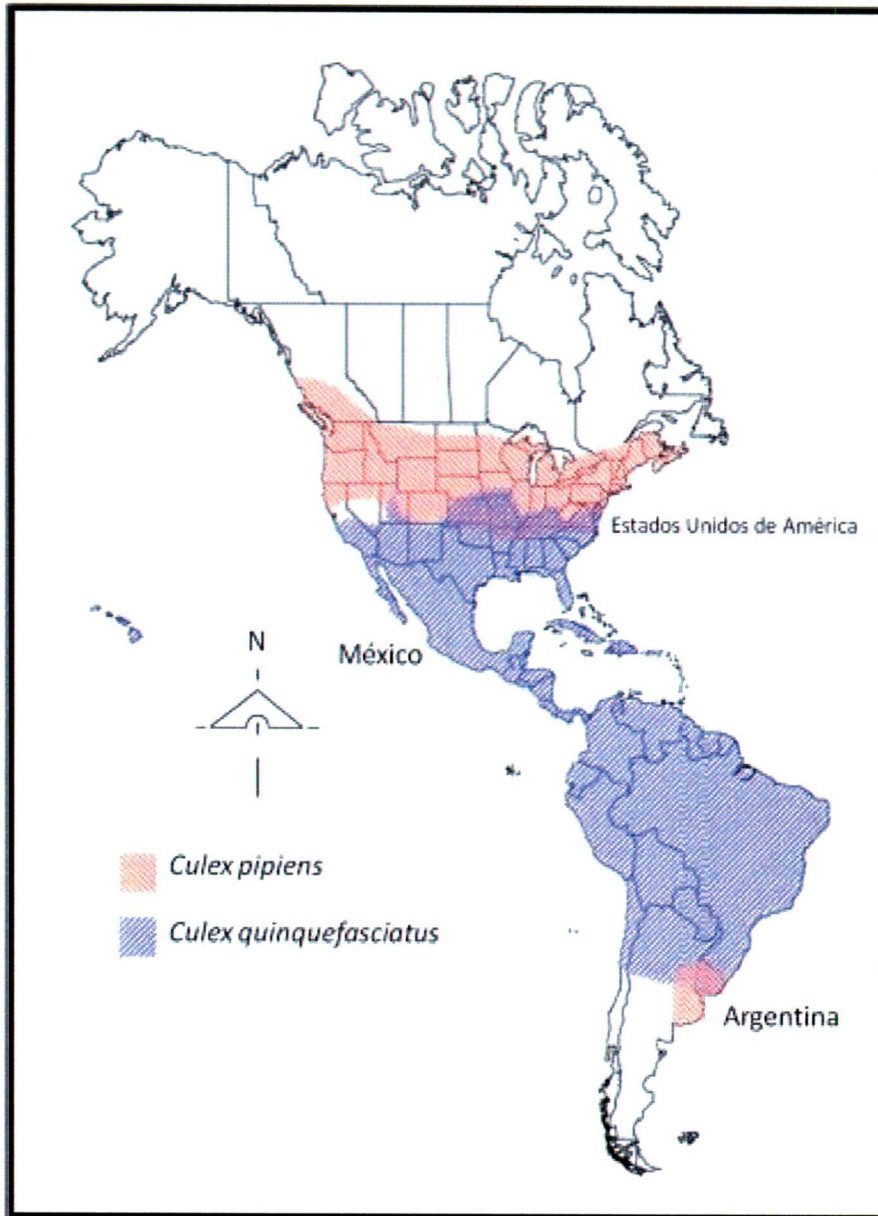 Estados Unidos de América
N
México
Culex pipiens
Culex quinquefasciatus
Argentina